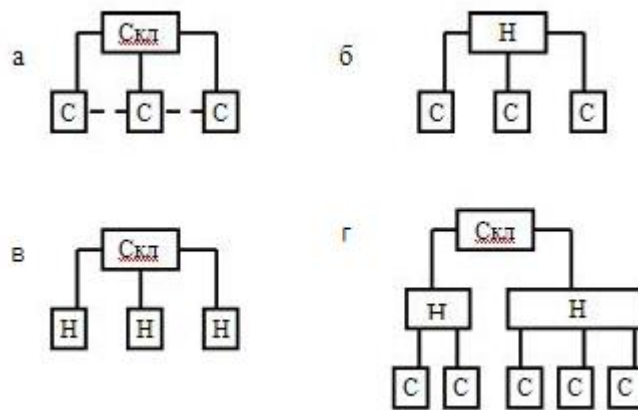 а
Скл
С С С
б
Н
С С С
в
Скл
Н Н Н
г
Скл
Н Н
С С С С С